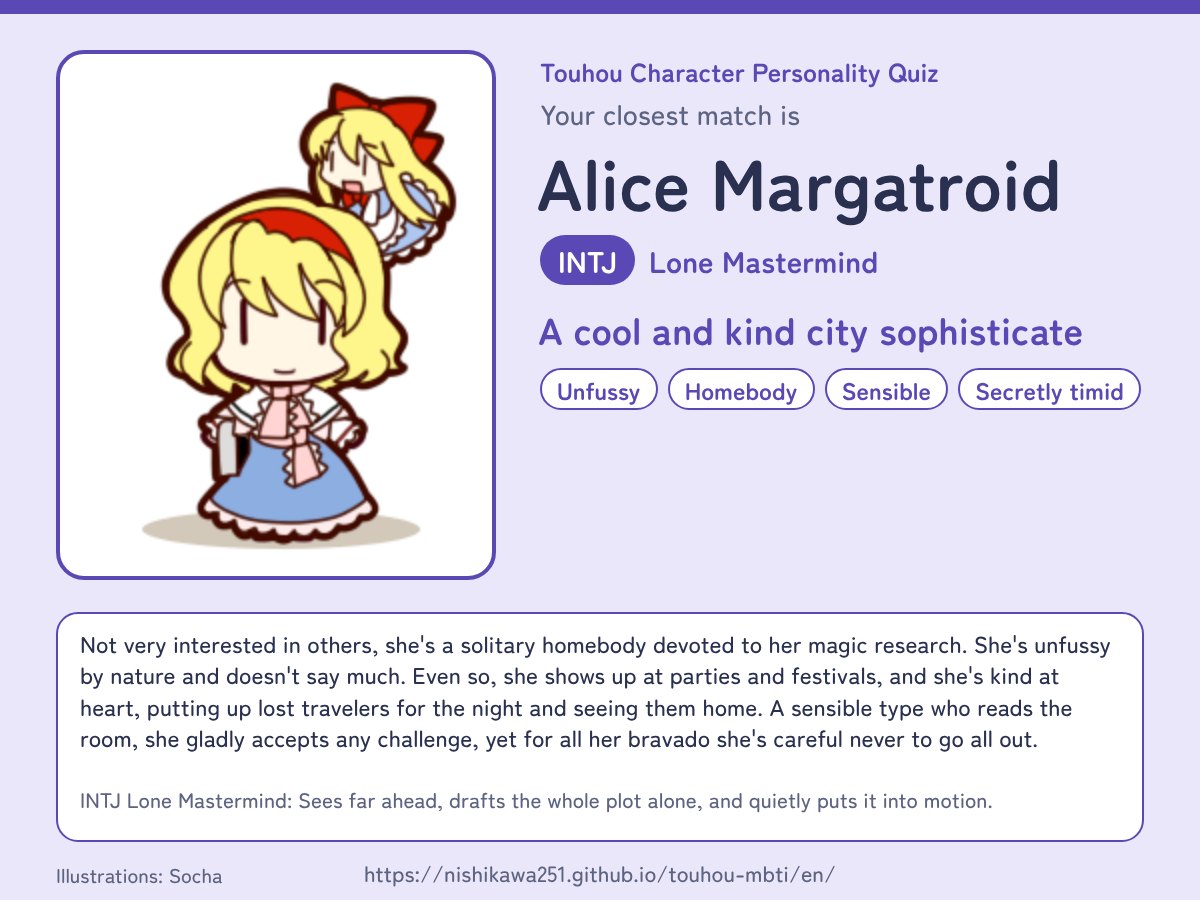 Touhou Character Personality Quiz
Your closest match is
Alice Margatroid
INTJ Lone Mastermind
A cool and kind city sophisticate
Unfussy Homebody Sensible Secretly timid
Not very interested in others, she's a solitary homebody devoted to her magic research. She's unfussy
by nature and doesn't say much. Even so, she shows up at parties and festivals, and she's kind at
heart, putting up lost travelers for the night and seeing them home. A sensible type who reads the
room, she gladly accepts any challenge, yet for all her bravado she's careful never to go all out.
INTJ Lone Mastermind: Sees far ahead, drafts the whole plot alone, and quietly puts it into motion.
Illustrations: Socha https://nishikawa251.github.io/touhou-mbti/en/